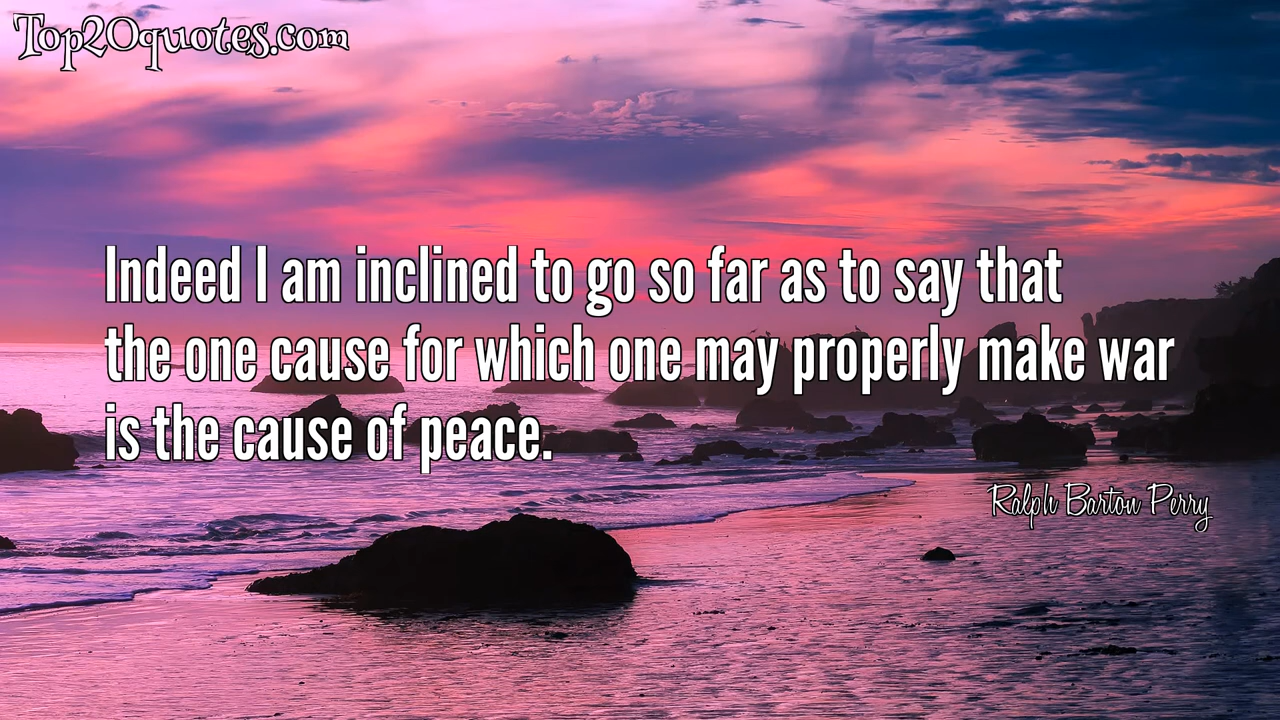 Top20quotes.com
Indeed I am inclined to go so far as to say that
the one cause for which one may properly make war
is the cause of peace.
Ralph Barton Perry